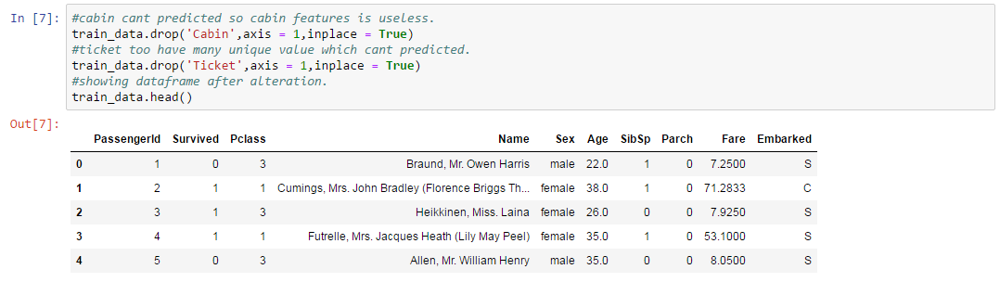 In [7]: #cabin cant predicted so cabin features is useless.
train_data.drop('Cabin',axis = 1,inplace = True)
#ticket too have many unique value which cant predicted.
train_data.drop('Ticket',axis = 1,inplace = True)
#showing dataframe after alteration.
train_data.head()
Out[7]:
PassengerId Survived Pclass Name Sex Age SibSp Parch Fare Embarked
0 1 0 3 Braund, Mr. Owen Harris male 22.0 1 0 7.2500 S
1 2 1 1 Cumings, Mrs. John Bradley (Florence Briggs Th... female 38.0 1 0 71.2833 C
2 3 1 3 Heikkinen, Miss. Laina female 26.0 0 0 7.9250 S
3 4 1 1 Futrelle, Mrs. Jacques Heath (Lily May Peel) female 35.0 1 0 53.1000 S
4 5 0 3 Allen, Mr. William Henry male 35.0 0 0 8.0500 S